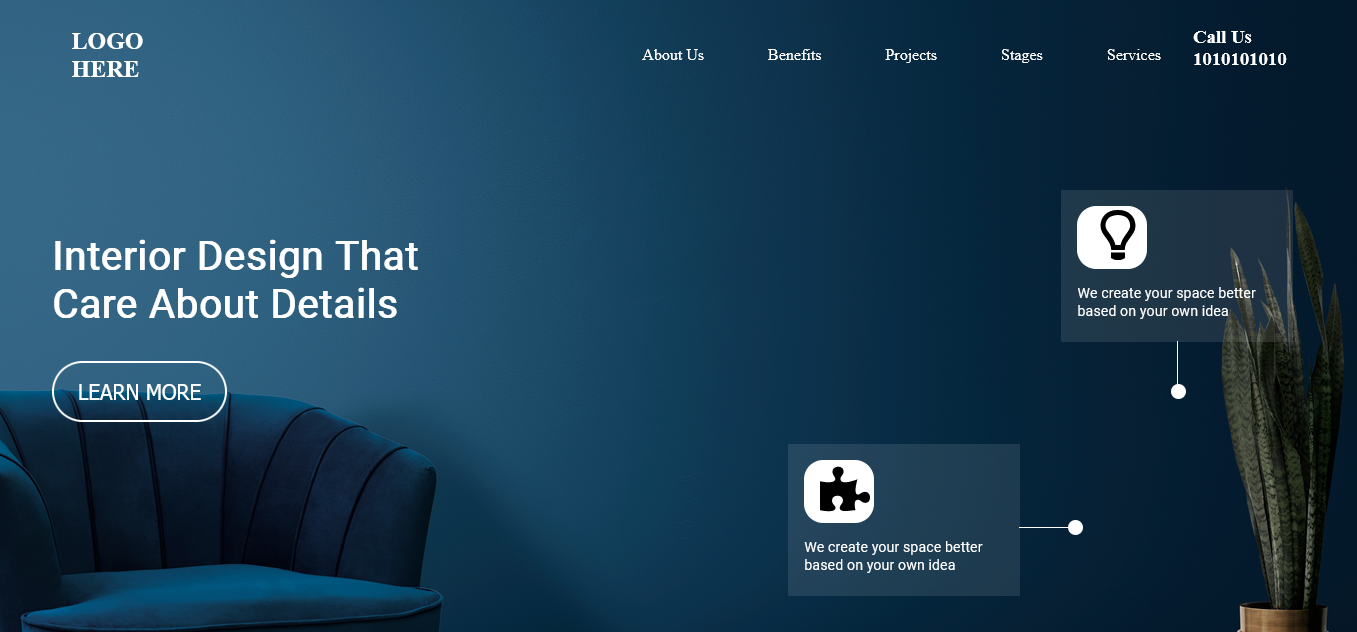 LOGO
HERE
About Us
Benefits
Projects
Stages
Services
Call Us
1010101010
Interior Design That
Care About Details
LEARN MORE
We create your space better
based on your own idea
We create your space better
based on your own idea